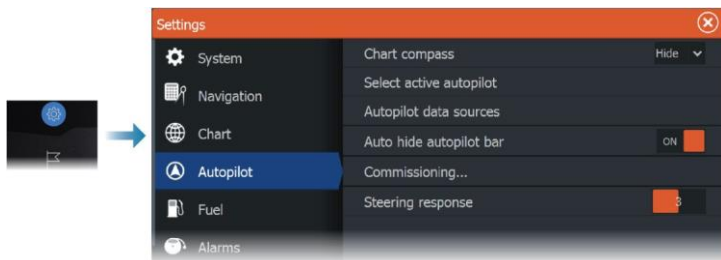 Settings
System
Navigation
Chart
Autopilot
Fuel
Alarms
Chart compass Hide
Select active autopilot
Autopilot data sources
Auto hide autopilot bar ON
Commissioning...
Steering response 3